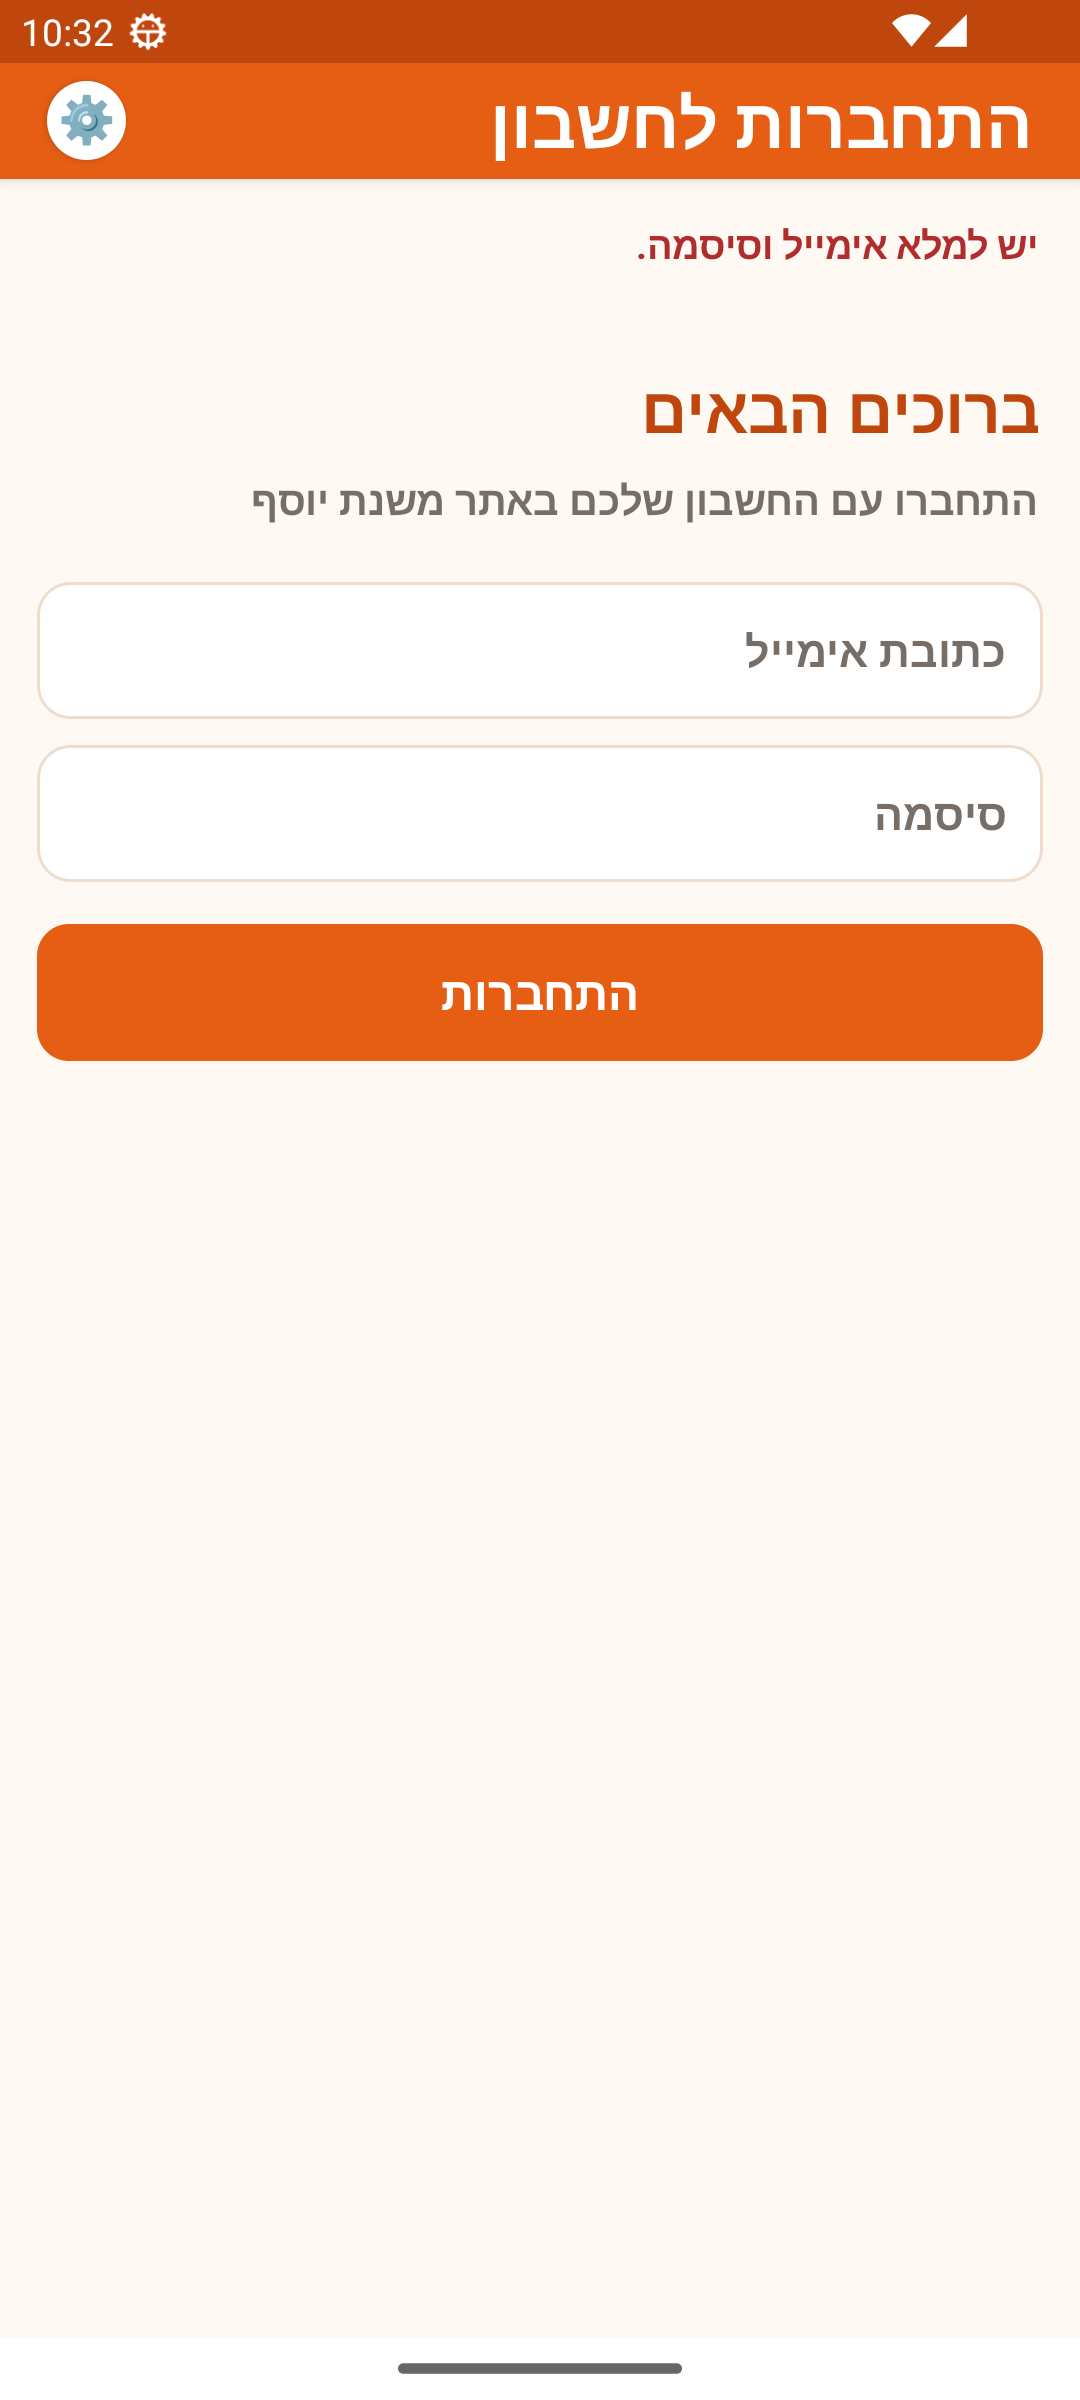 10:32
התחברות לחשבון
יש למלא אימייל וסיסמה.
ברוכים הבאים
התחברו עם החשבון שלכם באתר משנת יוסף
כתובת אימייל
סיסמה
התחברות